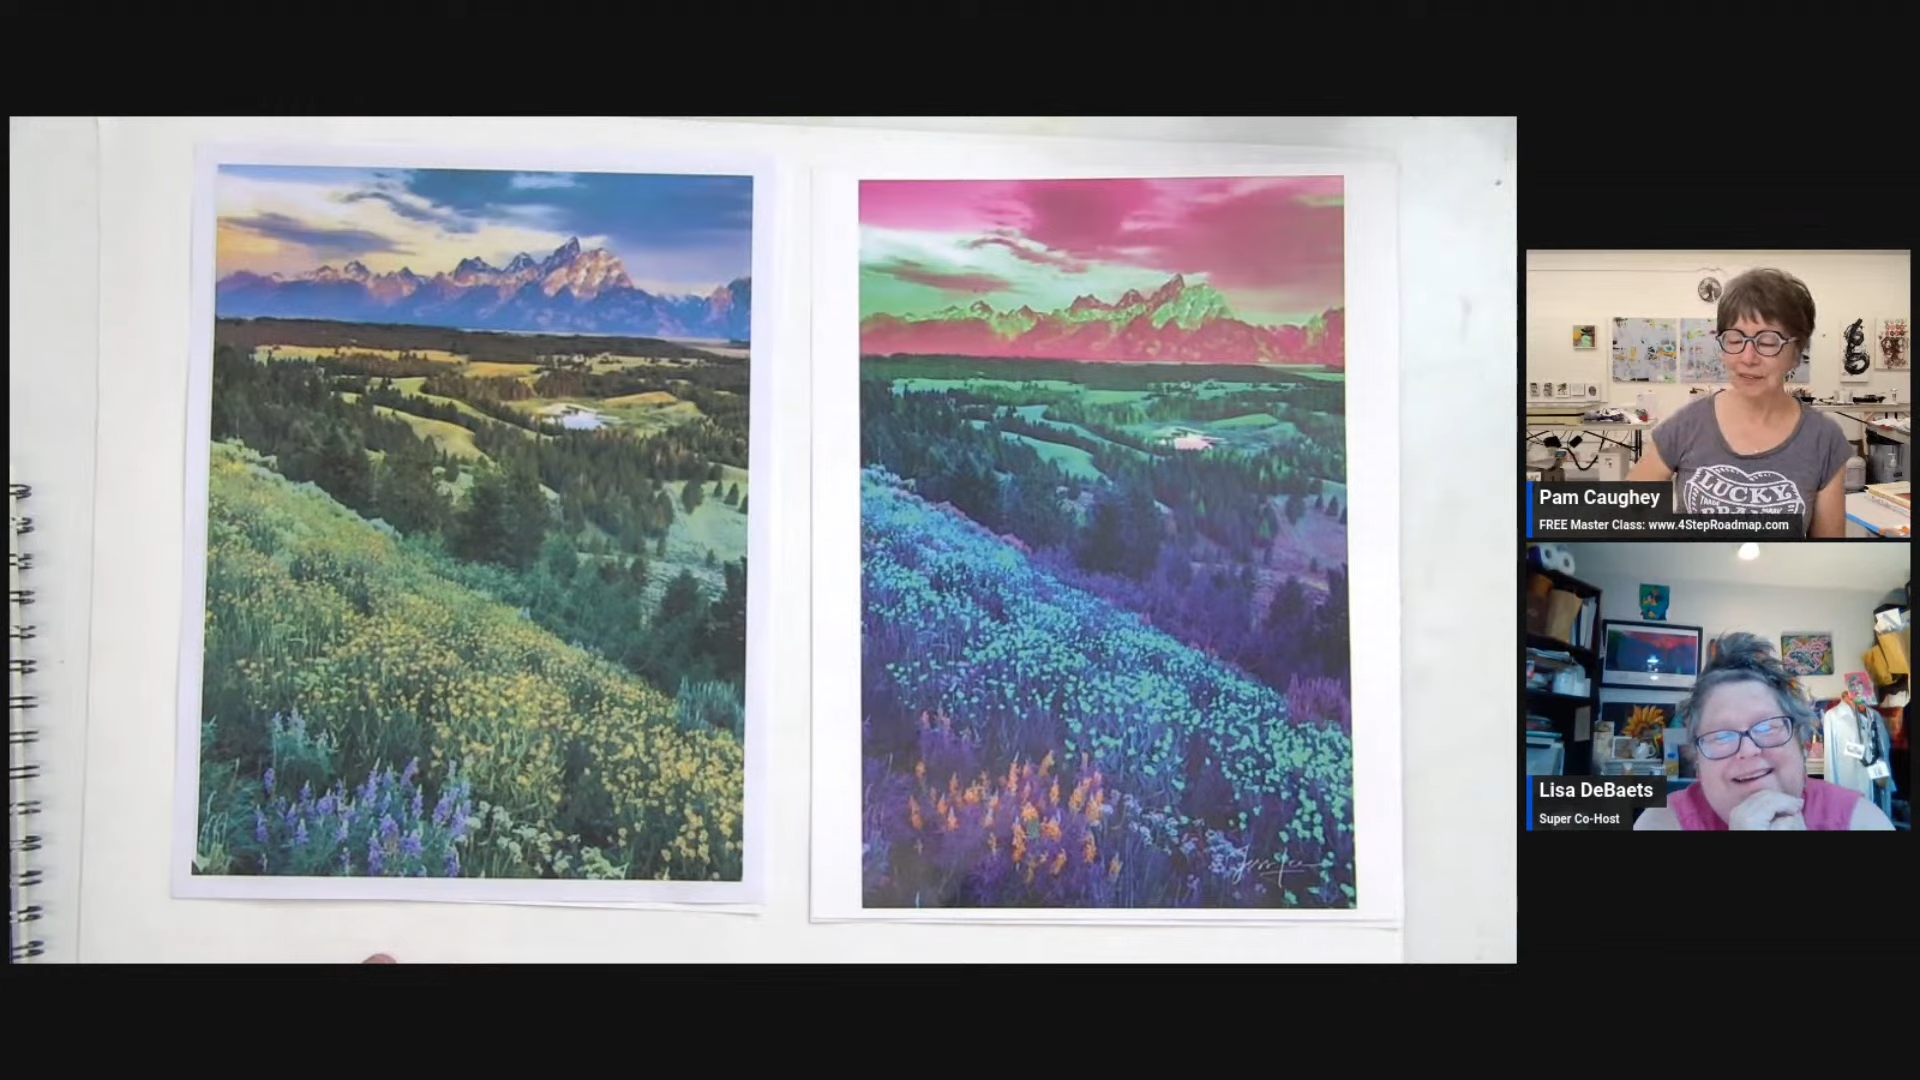 Pam Caughey
FREE Master Class: www.4StepRoadmap.com
LUCKY
Lisa DeBaets
Super Co-Host